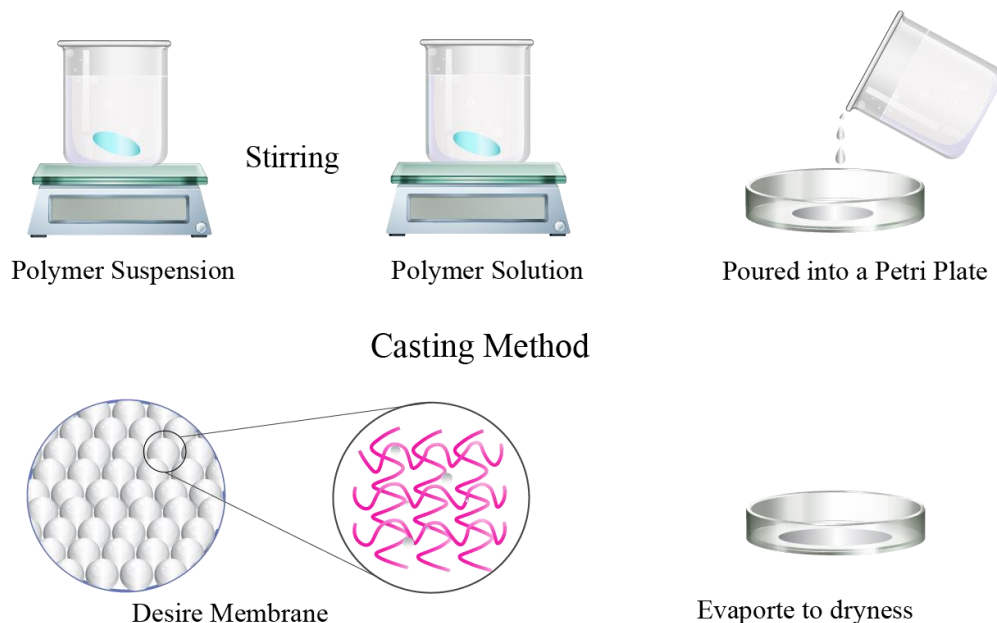 Stirring
Polymer Suspension
Polymer Solution
Poured into a Petri Plate
Casting Method
Desire Membrane
Evaporte to dryness